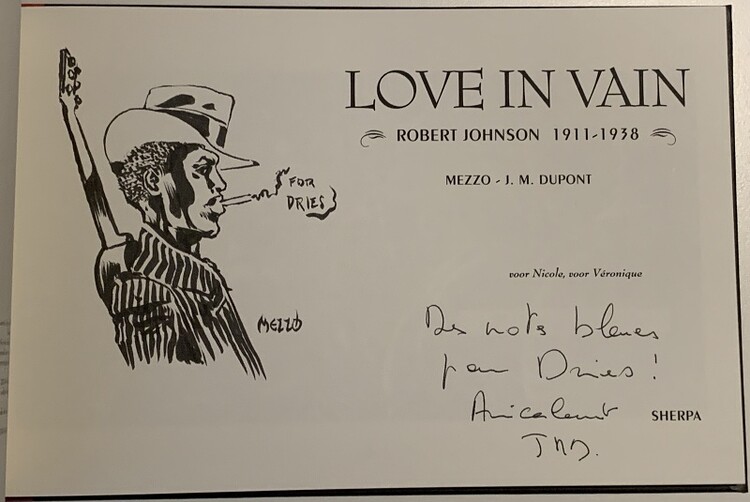 LOVE IN VAIN
ROBERT JOHNSON 1911-1938
MEZZO - J. M. DUPONT
FOR
DRIES
MEZZO
voor Nicole, voor Véronique
Des nots bleues
pour Dries !
Amicalement
SHERPA
JMD.